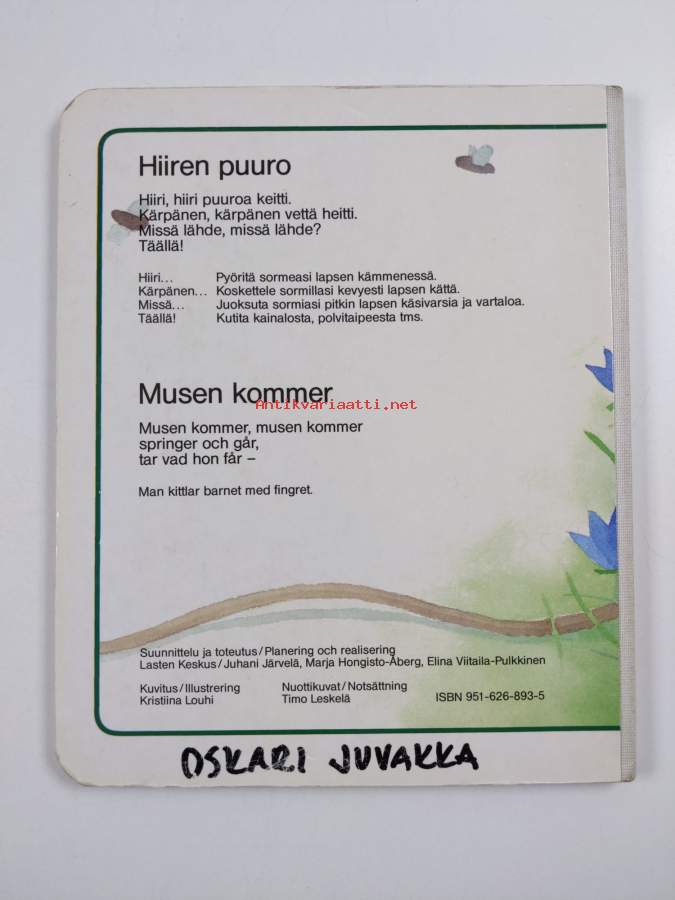 Hiiren puuro
Hiiri, hiiri puuroa keitti.
Kärpänen, kärpänen vettä heitti.
Missä lähde, missä lähde?
Täällä!
Hiiri... Pyöritä sormeasi lapsen kämmenessä.
Kärpänen... Koskettele sormillasi kevyesti lapsen kättä.
Missä... Juoksuta sormiasi pitkin lapsen käsivarsia ja vartaloa.
Täällä! Kutita kainalosta, polvitaipeesta tms.
Musen kommer
Antikvariaatti.net
Musen kommer, musen kommer
springer och går,
tar vad hon får –
Man kittlar barnet med fingret.
Suunnittelu ja toteutus/Planering och realisering
Lasten Keskus/Juhani Järvelä, Marja Hongisto-Åberg, Elina Viitaila-Pulkkinen
Kuvitus/Illustrering Nuottikuvat/Notsättning
Kristiina Louhi Timo Leskelä ISBN 951-626-893-5
OSKARI JUVAKKA